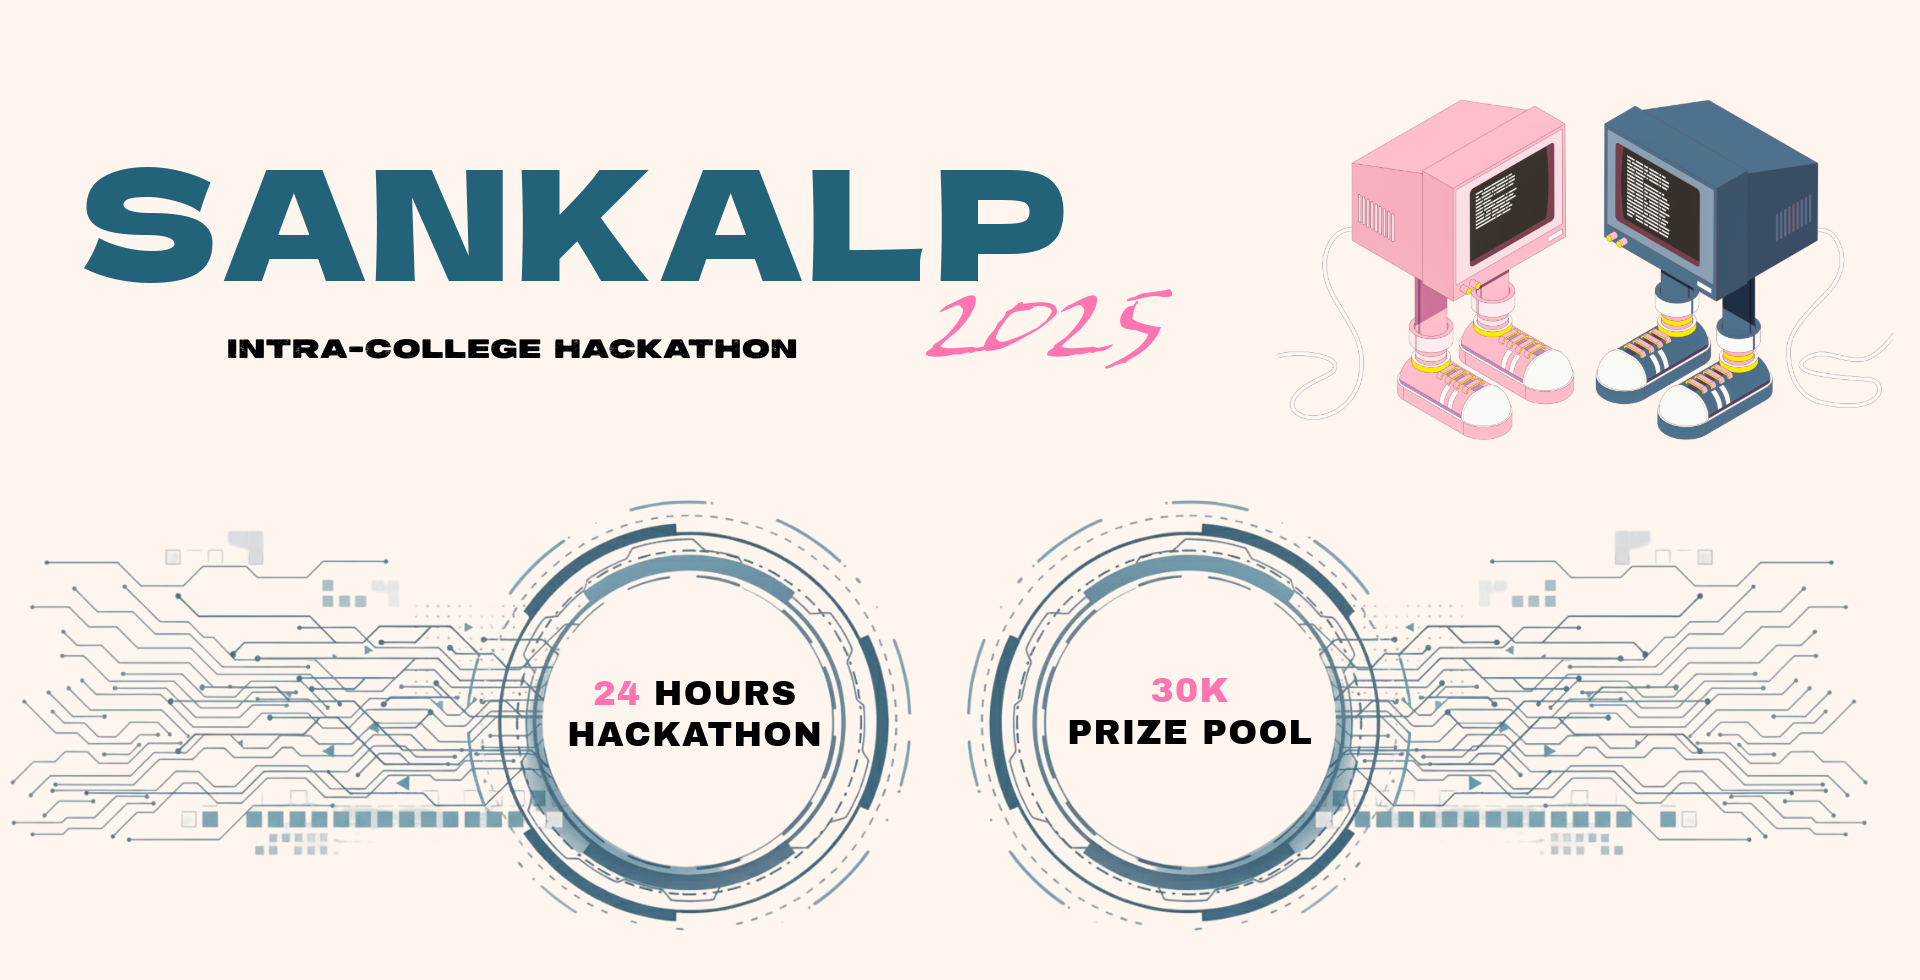 SANKALP
2025
INTRA-COLLEGE HACKATHON
24 HOURS
HACKATHON
30K
PRIZE POOL